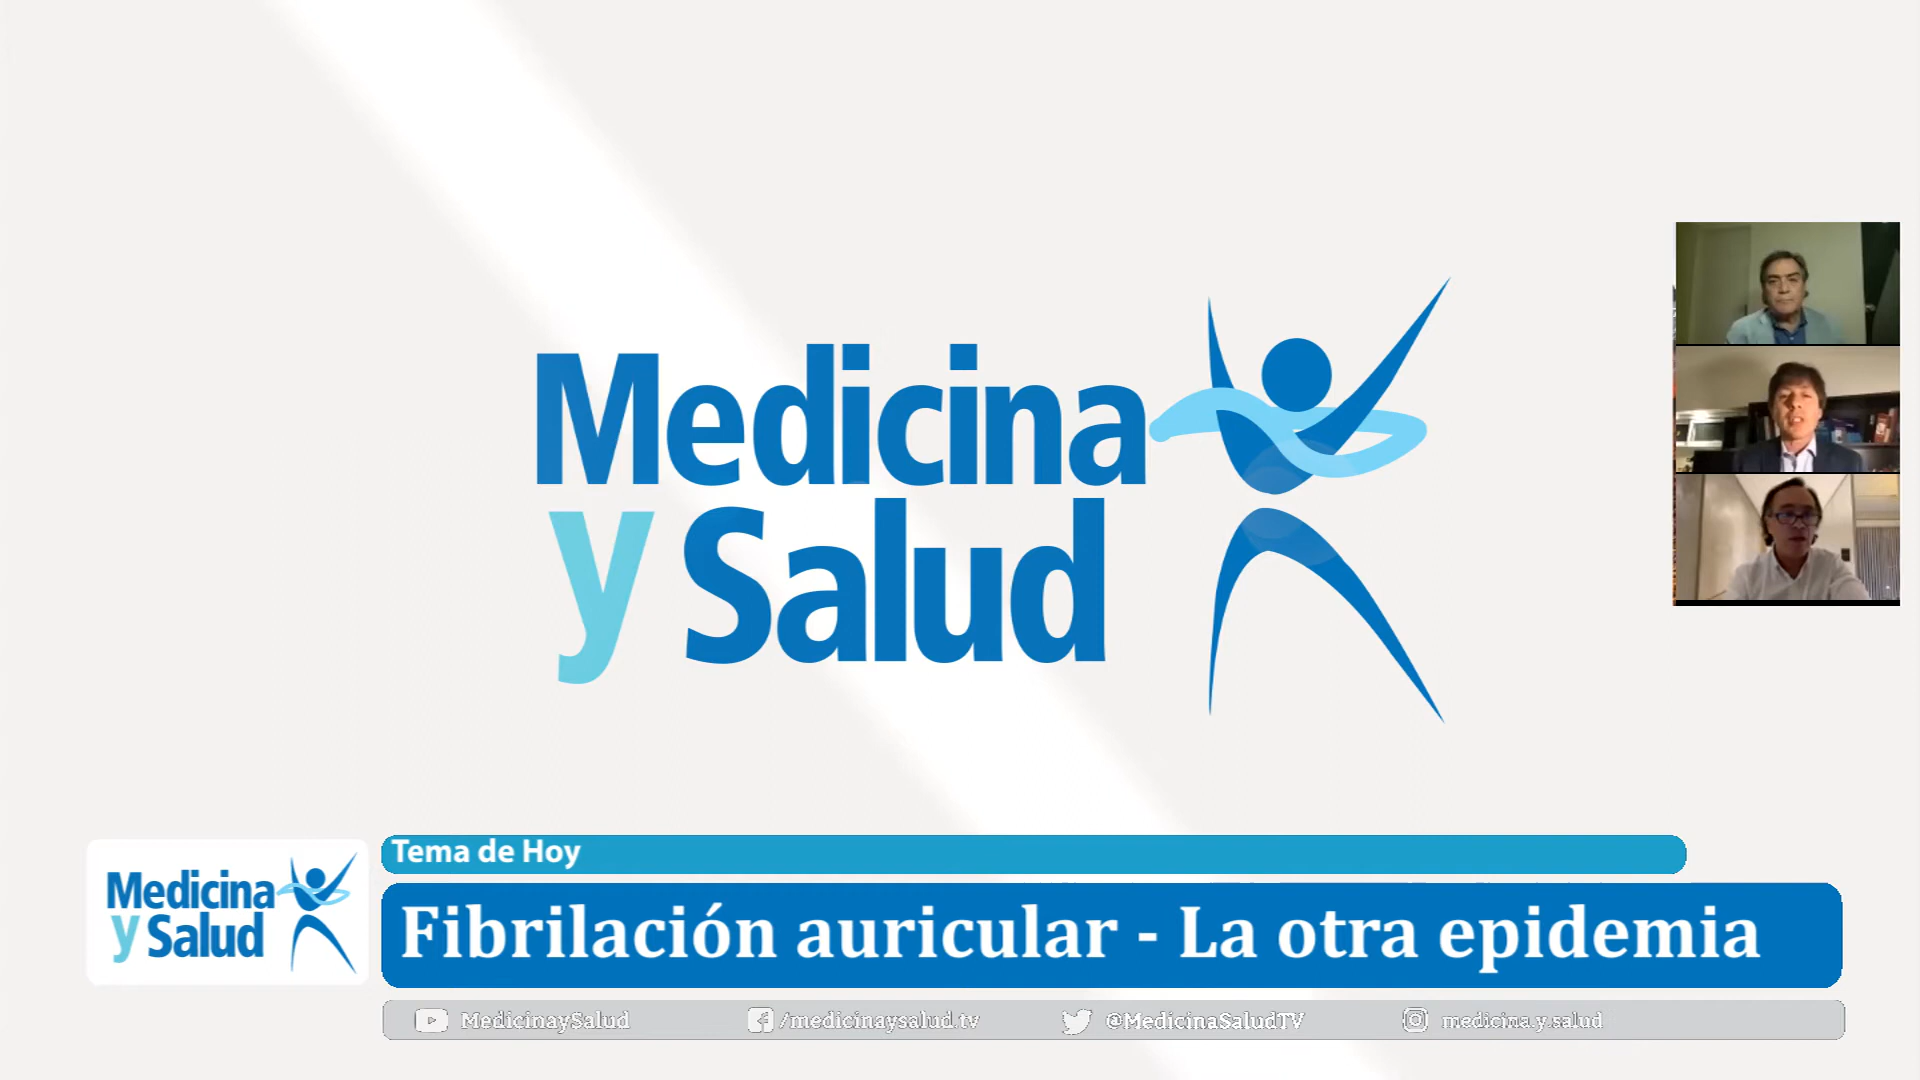 Medicina
y Salud
Tema de Hoy
Medicina
y Salud
Fibrilación auricular - La otra epidemia
MedicinaySalud
/medicinaysalud.tv
@MedicinaSaludTV
medicina.y.salud